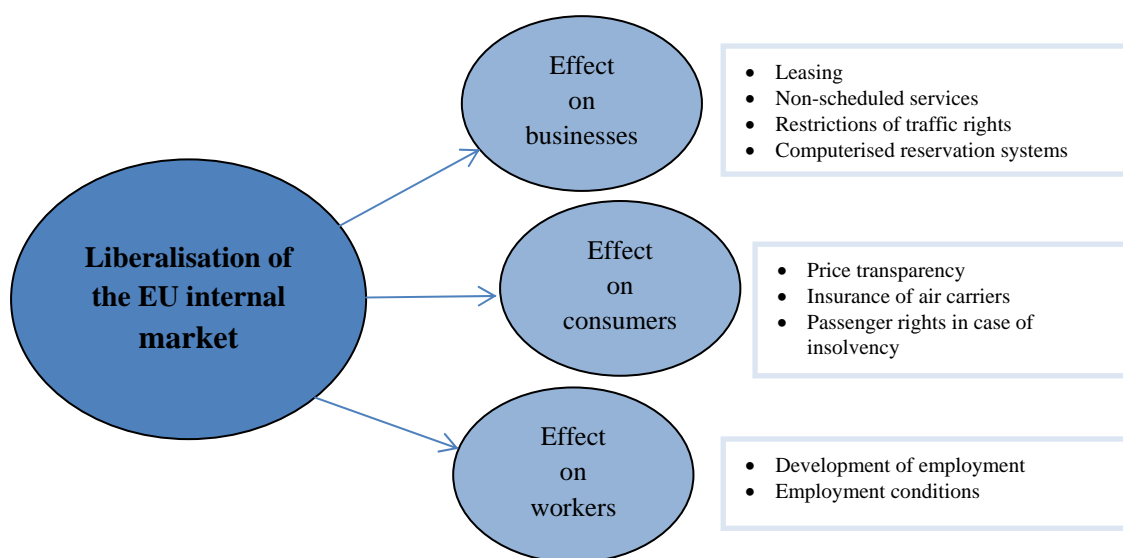 Liberalisation of
the EU internal
market
Effect
on
businesses
• Leasing
• Non-scheduled services
• Restrictions of traffic rights
• Computerised reservation systems
Effect
on
consumers
• Price transparency
• Insurance of air carriers
• Passenger rights in case of
insolvency
Effect
on
workers
• Development of employment
• Employment conditions